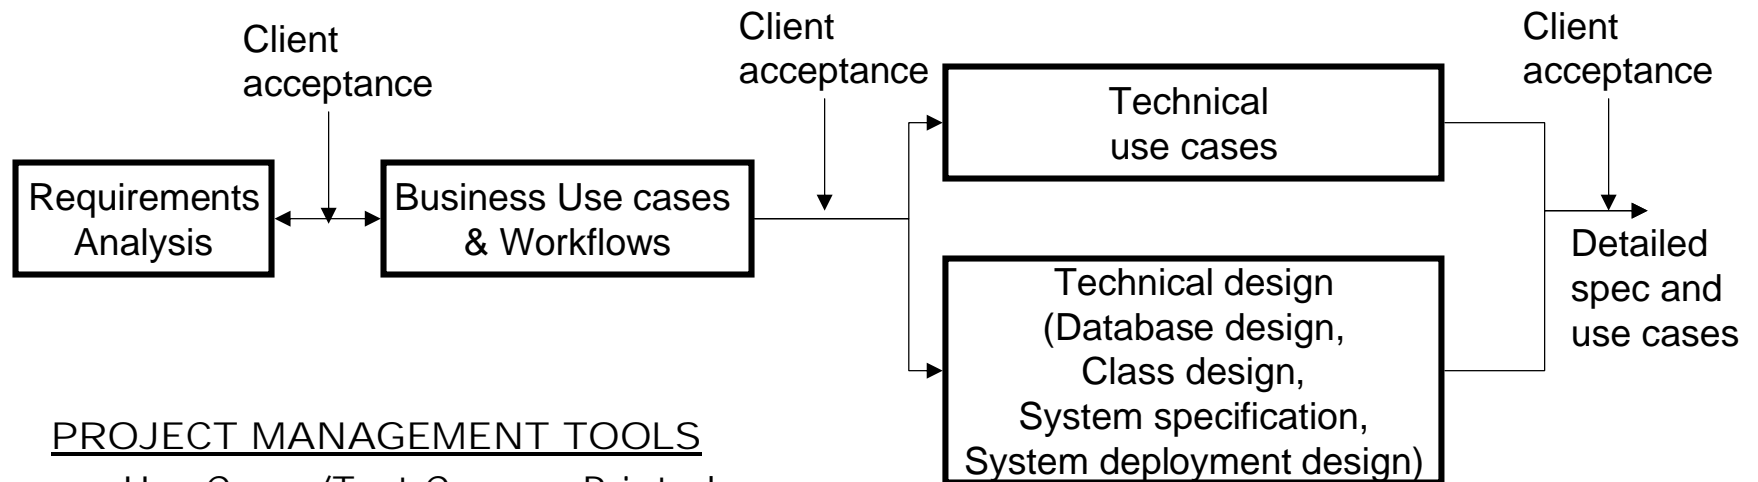 Client
acceptance
Client
acceptance
Client
acceptance
Requirements
Analysis
Business Use cases
& Workflows
Technical
use cases
Technical design
(Database design,
Class design,
System specification,
System deployment design)
Detailed
spec and
use cases
PROJECT MANAGEMENT TOOLS